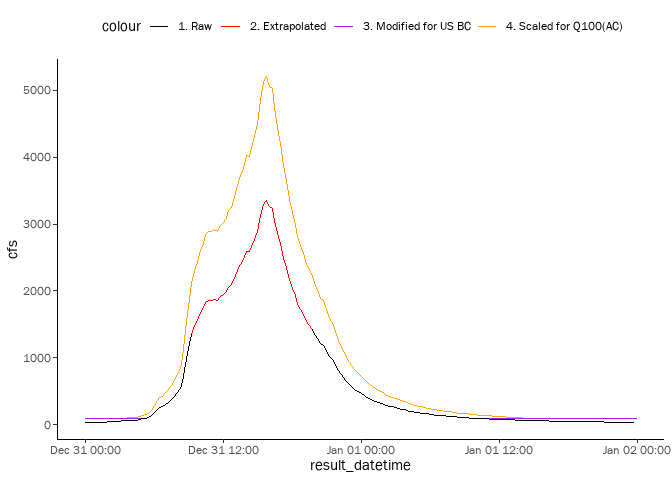 colour 1. Raw 2. Extrapolated 3. Modified for US BC 4. Scaled for Q100(AC)
5000
4000
3000
2000
1000
0
cfs
Dec 31 00:00 Dec 31 12:00 Jan 01 00:00 Jan 01 12:00 Jan 02 00:00
result_datetime